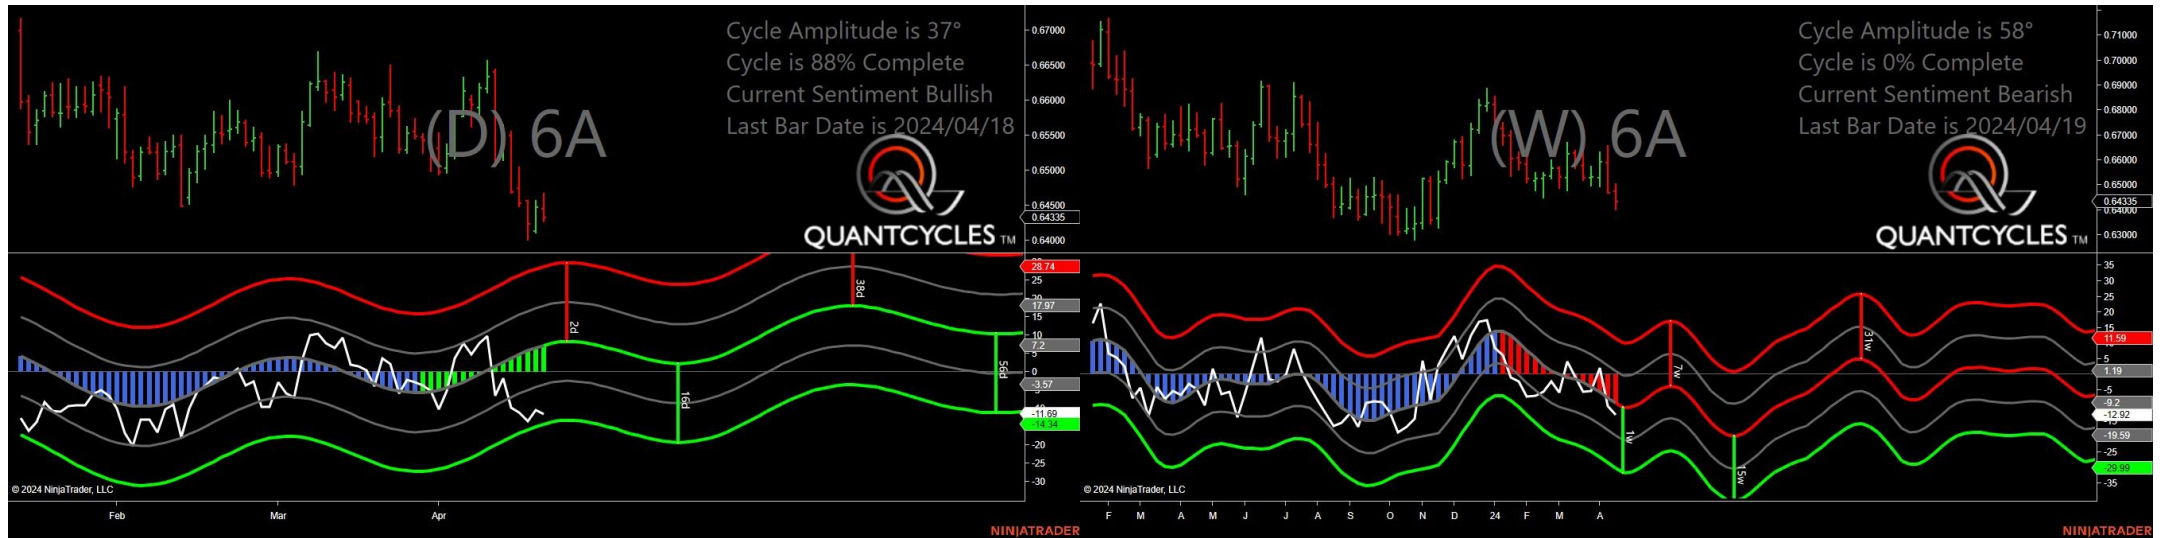 Cycle Amplitude is 37°
Cycle is 88% Complete
Current Sentiment Bullish
Last Bar Date is 2024/04/18
(D) 6A
QUANTCYCLES TM
0.67000
0.66500
0.66000
0.65500
0.65000
0.64500
0.64335
0.64000
28.74
25
17.97
15
10
7.2
5
0
-3.57
-11.69
-14.34
-20
-25
-30
2d
16d
38d
56d
© 2024 NinjaTrader, LLC
Feb Mar Apr
NINJATRADER
Cycle Amplitude is 58°
Cycle is 0% Complete
Current Sentiment Bearish
Last Bar Date is 2024/04/19
(W) 6A
QUANTCYCLES TM
0.71000
0.70000
0.69000
0.68000
0.67000
0.66000
0.65000
0.64335
0.64000
0.63000
35
30
25
20
15
11.59
5
1.19
-5
-9.2
-12.92
-19.59
-25
-29.99
-35
1w
7w
15w
31w
© 2024 NinjaTrader, LLC
F M A M J J A S O N D 24 F M A
NINJATRADER